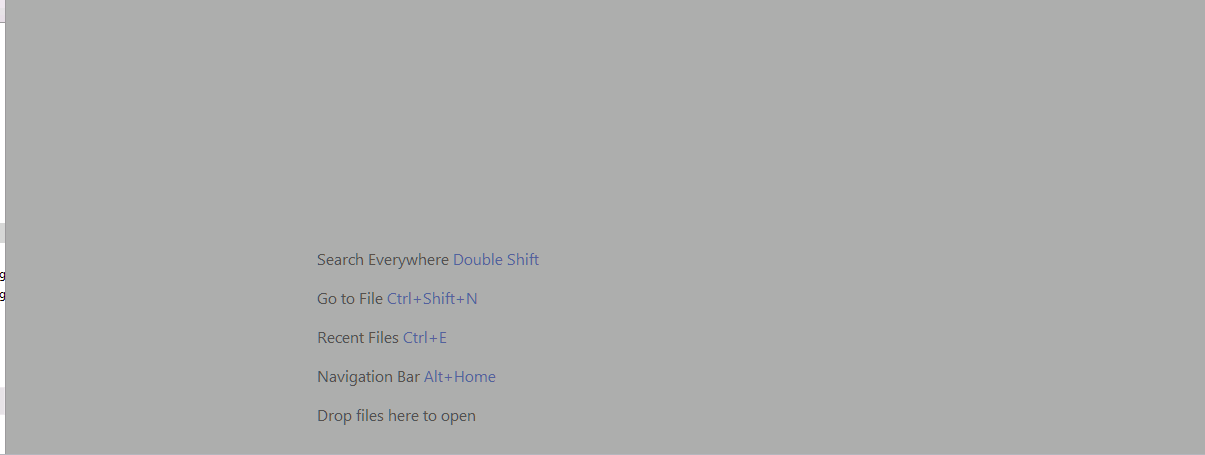 Search Everywhere Double Shift
Go to File Ctrl+Shift+N
Recent Files Ctrl+E
Navigation Bar Alt+Home
Drop files here to open